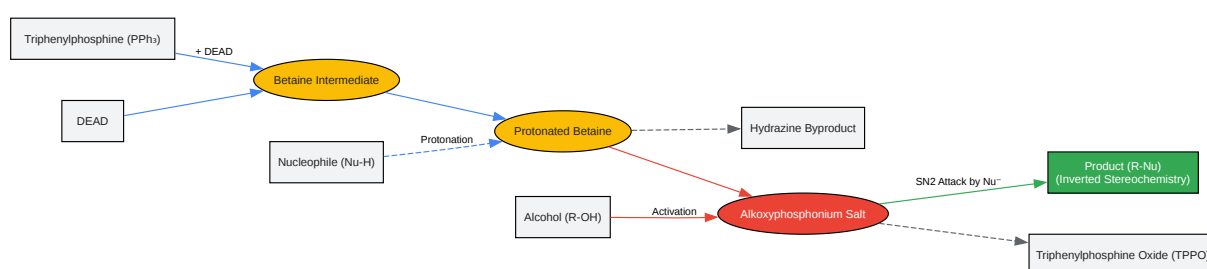 Triphenylphosphine (PPh₃)
+ DEAD
Betaine Intermediate
DEAD
Protonated Betaine
Hydrazine Byproduct
Protonation
Nucleophile (Nu-H)
Product (R-Nu)
(Inverted Stereochemistry)
SN2 Attack by Nu⁻
Alcohol (R-OH)
Activation
Alkoxyphosphonium Salt
Triphenylphosphine Oxide (TPPO)